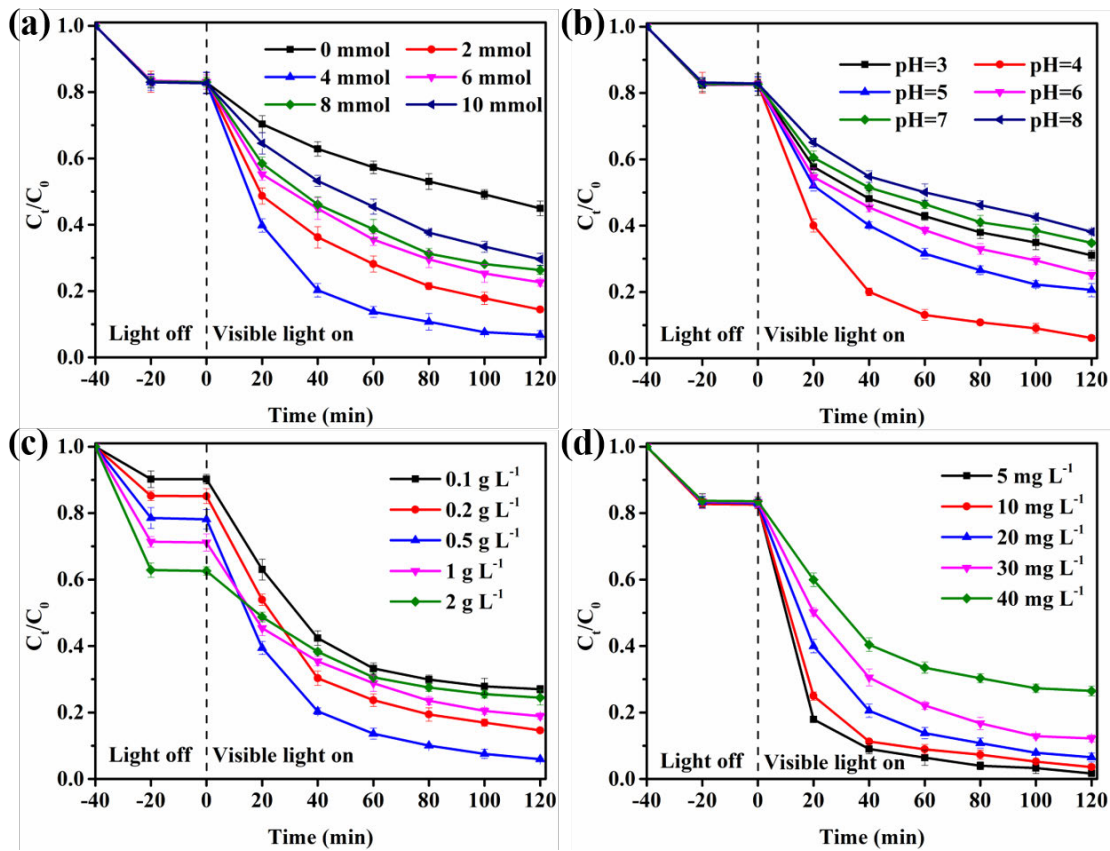 (a)
0 mmol 2 mmol
4 mmol 6 mmol
8 mmol 10 mmol
Cₜ/C₀
1.0
0.8
0.6
0.4
0.2
0.0
Light off Visible light on
-40 -20 0 20 40 60 80 100 120
Time (min)
(b)
pH=3 pH=4
pH=5 pH=6
pH=7 pH=8
Cₜ/C₀
1.0
0.8
0.6
0.4
0.2
0.0
Light off Visible light on
-40 -20 0 20 40 60 80 100 120
Time (min)
(c)
0.1 g L⁻¹
0.2 g L⁻¹
0.5 g L⁻¹
1 g L⁻¹
2 g L⁻¹
Cₜ/C₀
1.0
0.8
0.6
0.4
0.2
0.0
Light off Visible light on
-40 -20 0 20 40 60 80 100 120
Time (min)
(d)
5 mg L⁻¹
10 mg L⁻¹
20 mg L⁻¹
30 mg L⁻¹
40 mg L⁻¹
Cₜ/C₀
1.0
0.8
0.6
0.4
0.2
0.0
Light off Visible light on
-40 -20 0 20 40 60 80 100 120
Time (min)